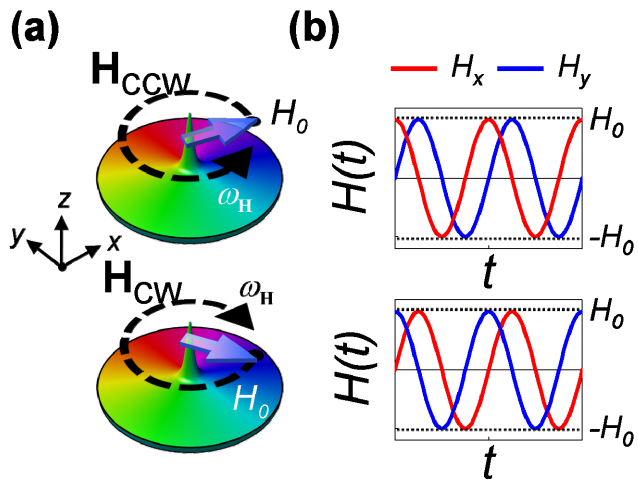 (a)
H_CCW
H_0
ω_H
z
y
x
H_CW
ω_H
H_0
(b)
H_x H_y
H_0
H(t)
-H_0
t
H_0
H(t)
-H_0
t